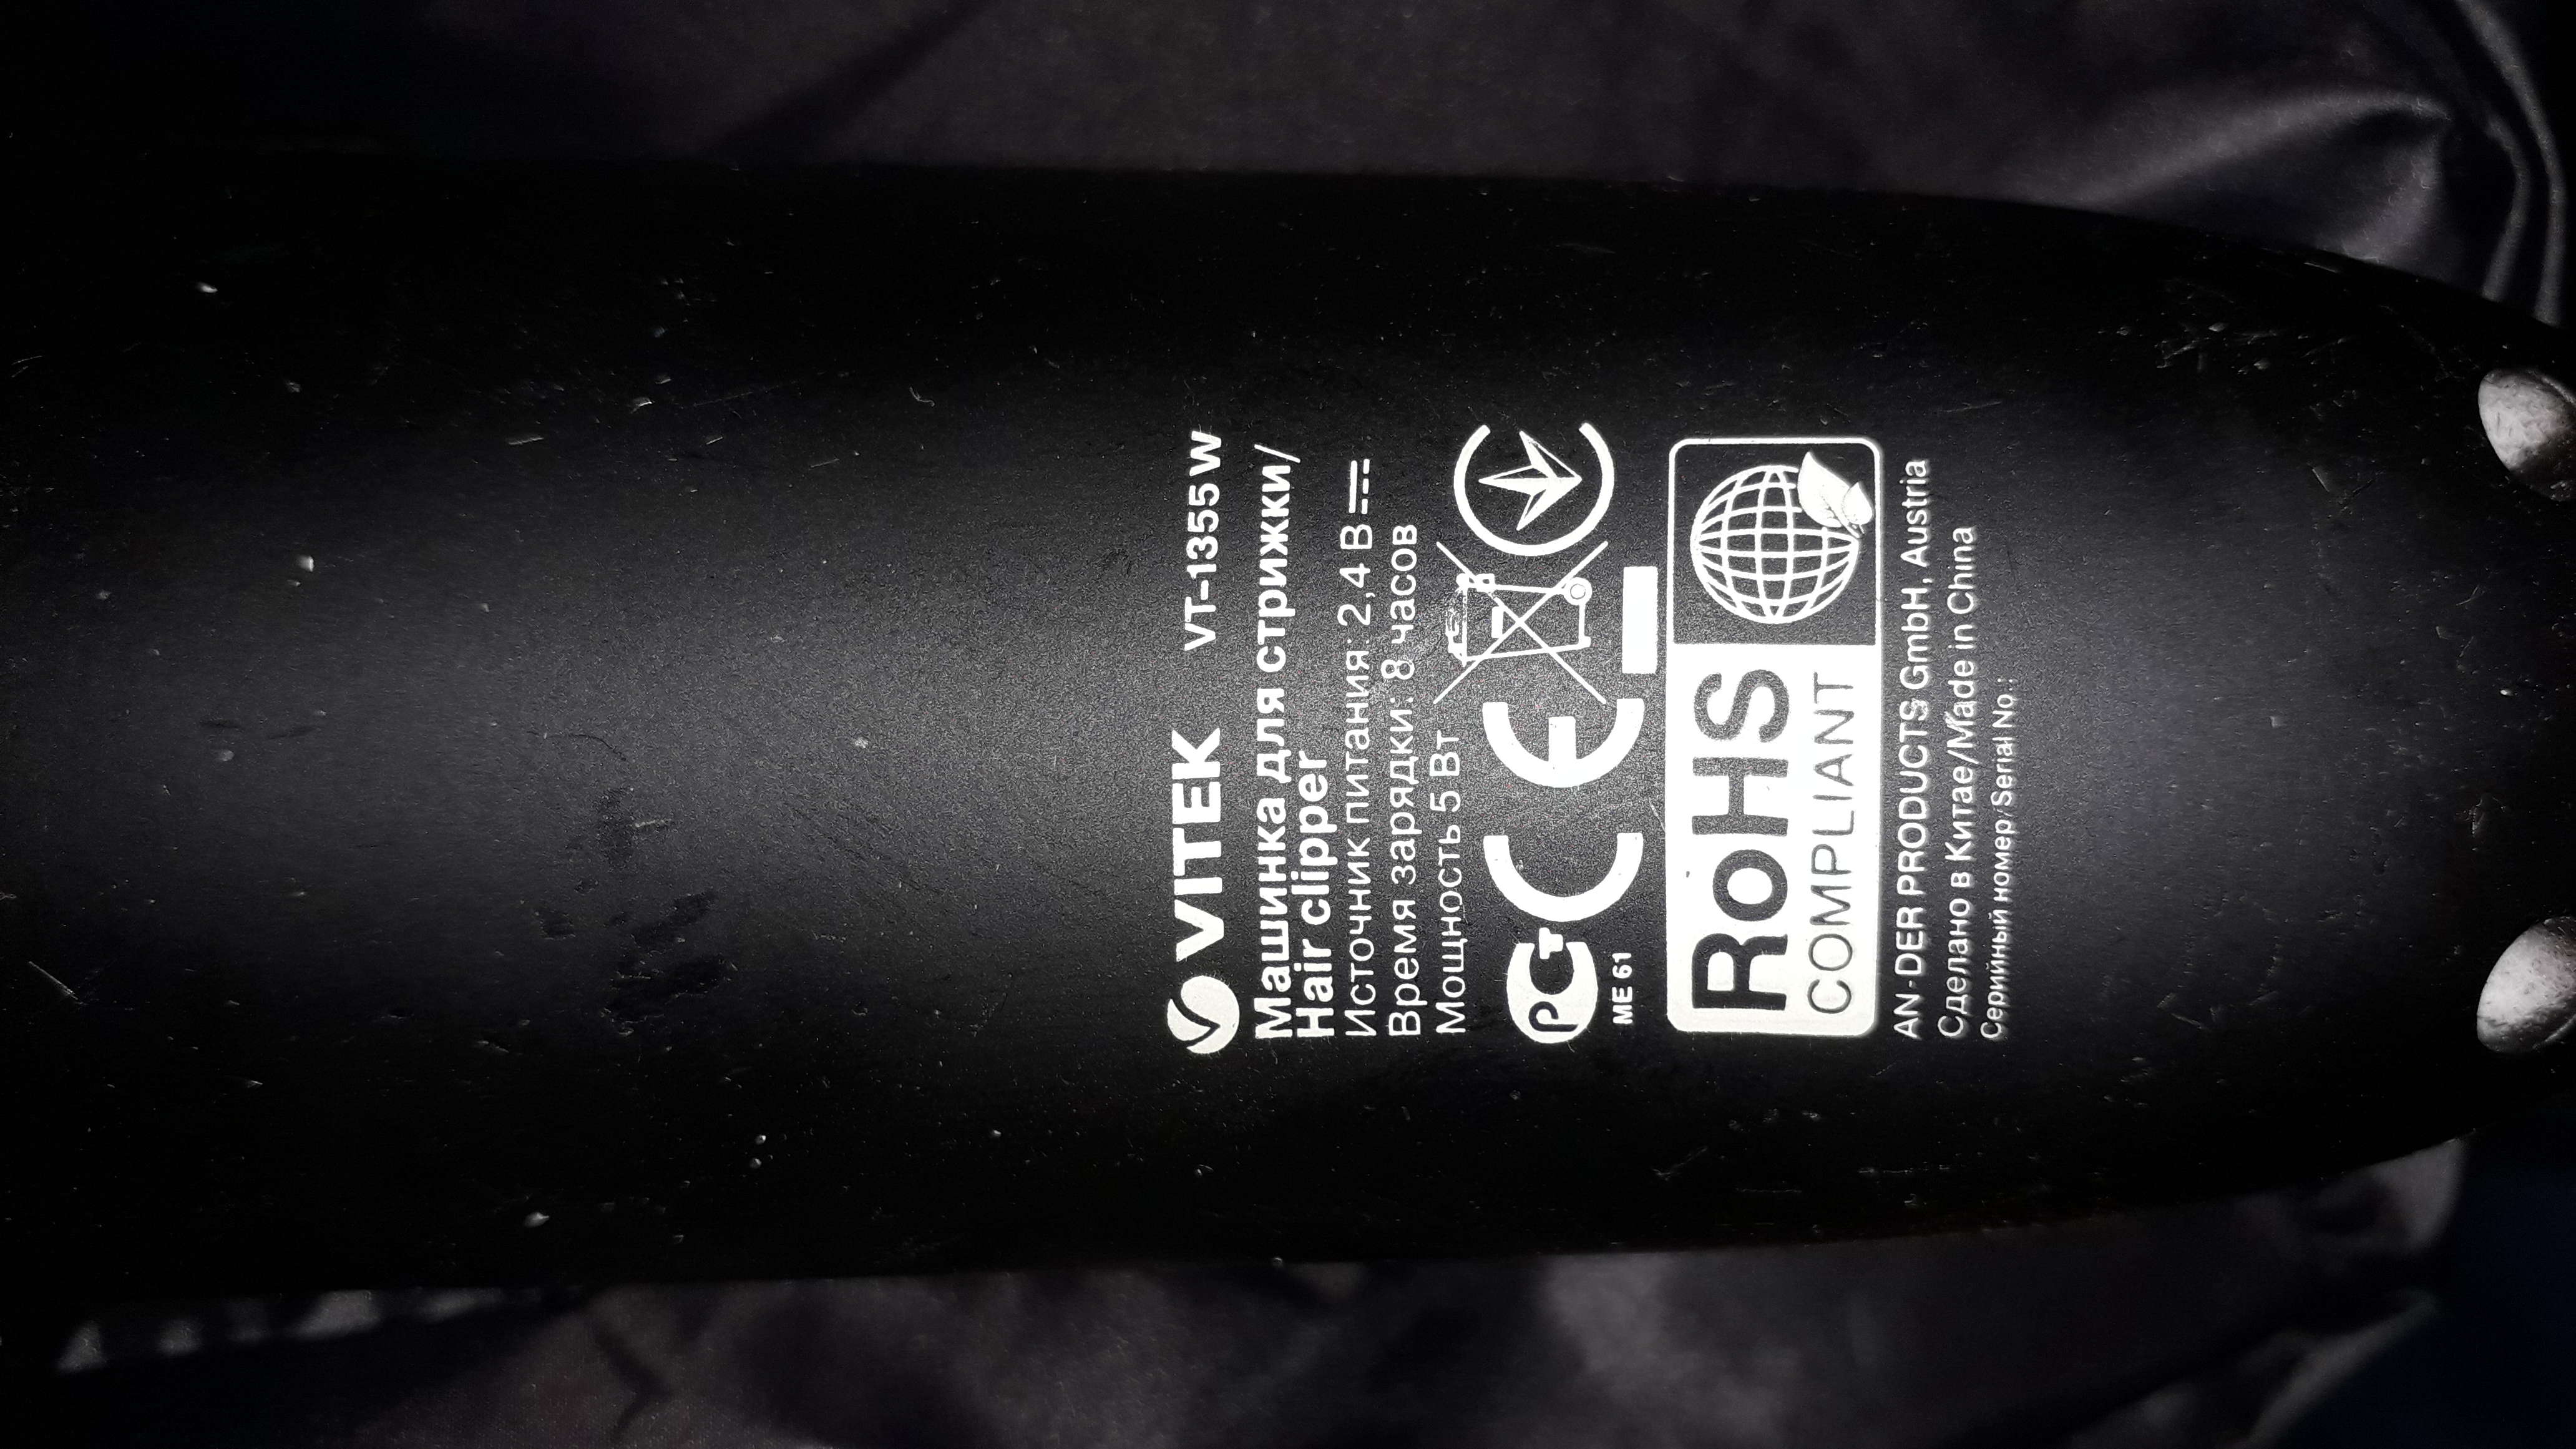 VITEK VT-1355 W
Машинка для стрижки/
Hair clipper
Источник питания: 2,4 В
Время зарядки: 8 часов
Мощность 5 Вт
РСТ CE
ME 61
RoHS
COMPLIANT
AN-DER PRODUCTS GmbH, Austria
Сделано в Китае/Made in China
Серийный номер/Serial No.: